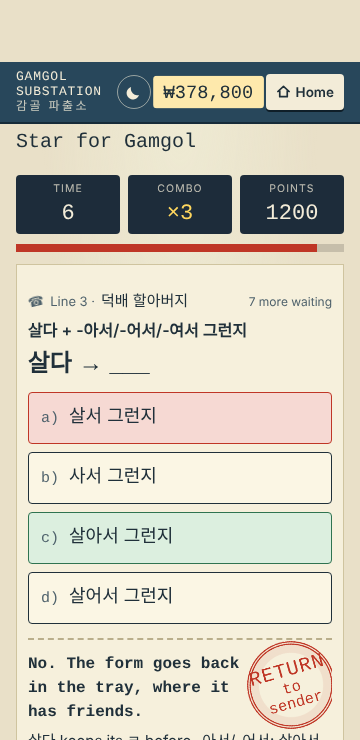 GAMGOL
SUBSTATION
감골 파출소
₩378,800
Home
Star for Gamgol
TIME
6
COMBO
×3
POINTS
1200
Line 3 · 덕배 할아버지
7 more waiting
살다 + -아서/-어서/-여서 그런지
살다 → ___
a) 살서 그런지
b) 사서 그런지
c) 살아서 그런지
d) 살어서 그런지
No. The form goes back
in the tray, where it
has friends.
RETURN
to
sender